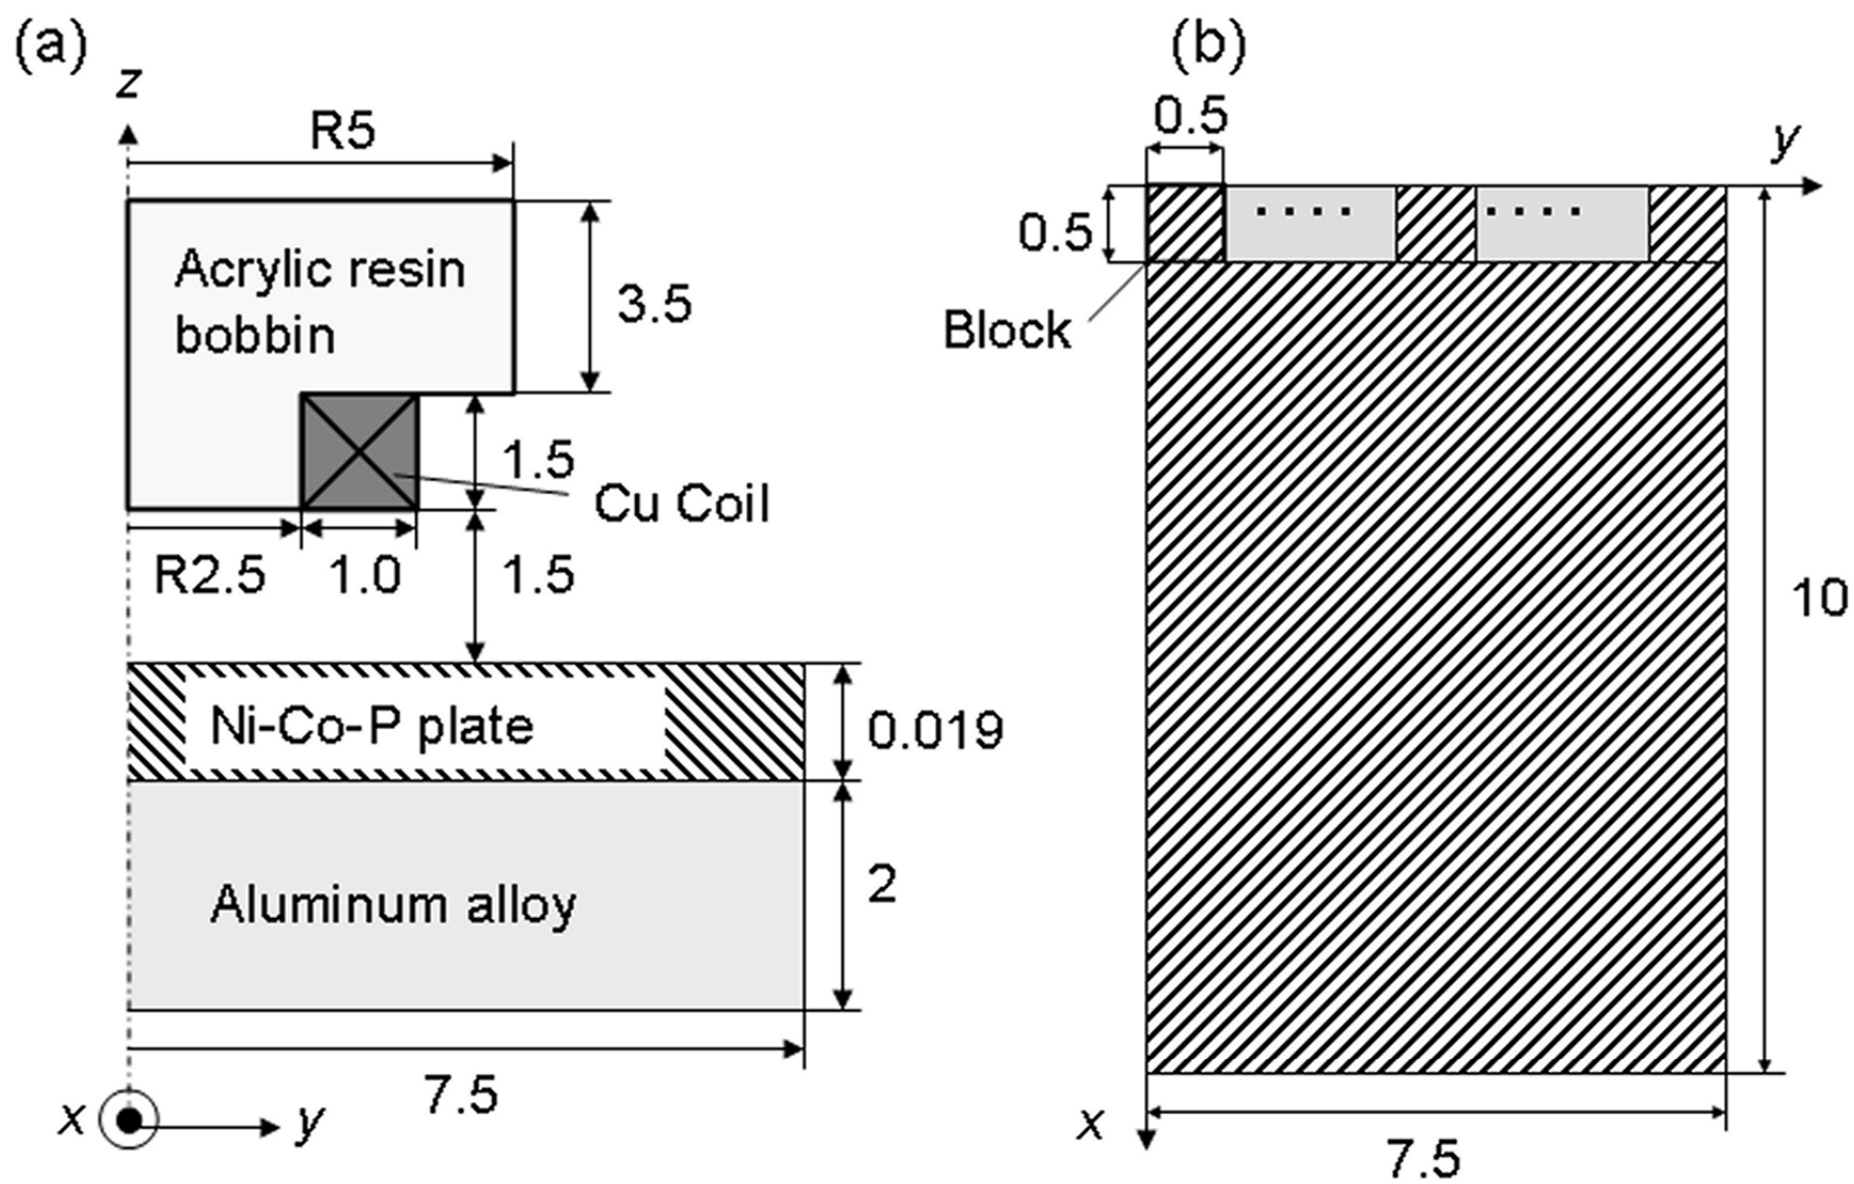 (a)
z
R5
Acrylic resin
bobbin
3.5
1.5
Cu Coil
R2.5
1.0
1.5
Ni-Co-P plate
0.019
Aluminum alloy
2
7.5
x
y
(b)
0.5
y
0.5
Block
10
x
7.5